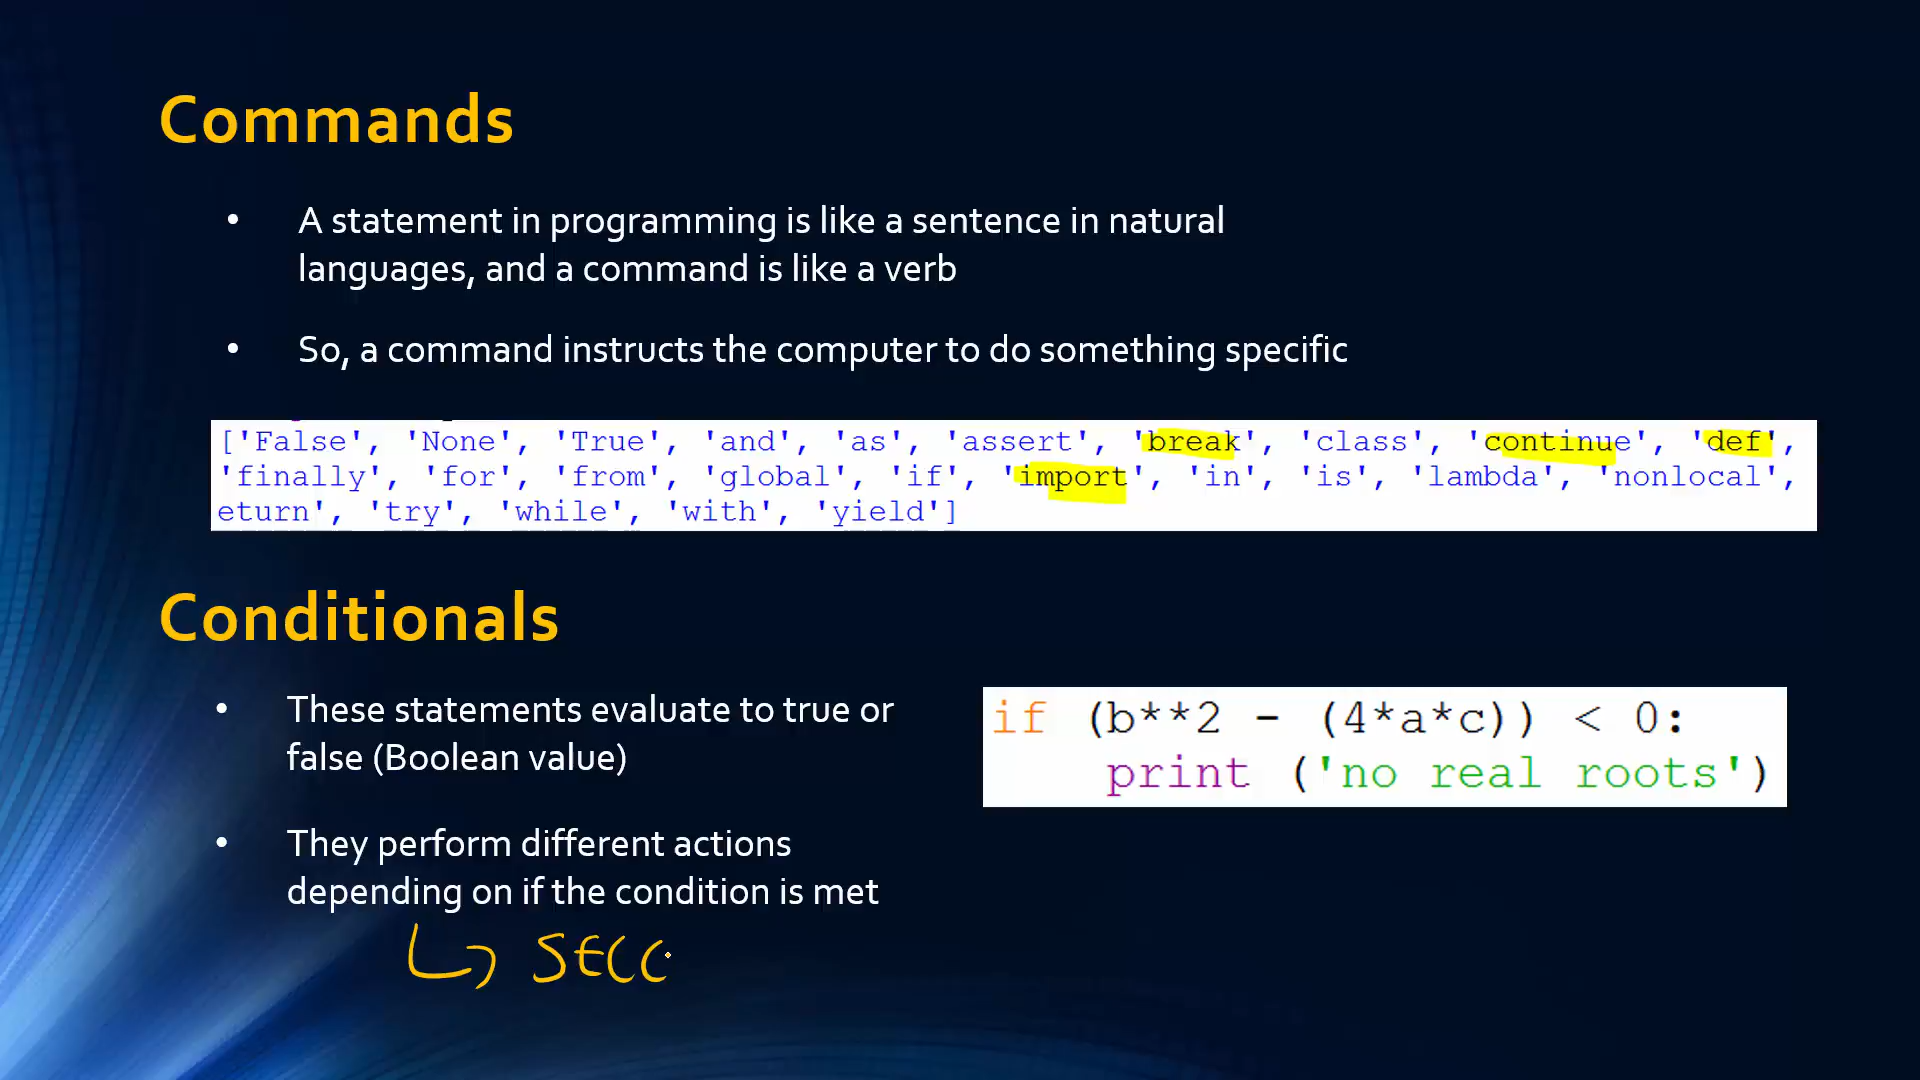 Commands
• A statement in programming is like a sentence in natural
languages, and a command is like a verb
• So, a command instructs the computer to do something specific
['False', 'None', 'True', 'and', 'as', 'assert', 'break', 'class', 'continue', 'def',
'finally', 'for', 'from', 'global', 'if', 'import', 'in', 'is', 'lambda', 'nonlocal',
eturn', 'try', 'while', 'with', 'yield']
Conditionals
• These statements evaluate to true or
false (Boolean value)
• They perform different actions
depending on if the condition is met
if (b**2 - (4*a*c)) < 0:
print ('no real roots')